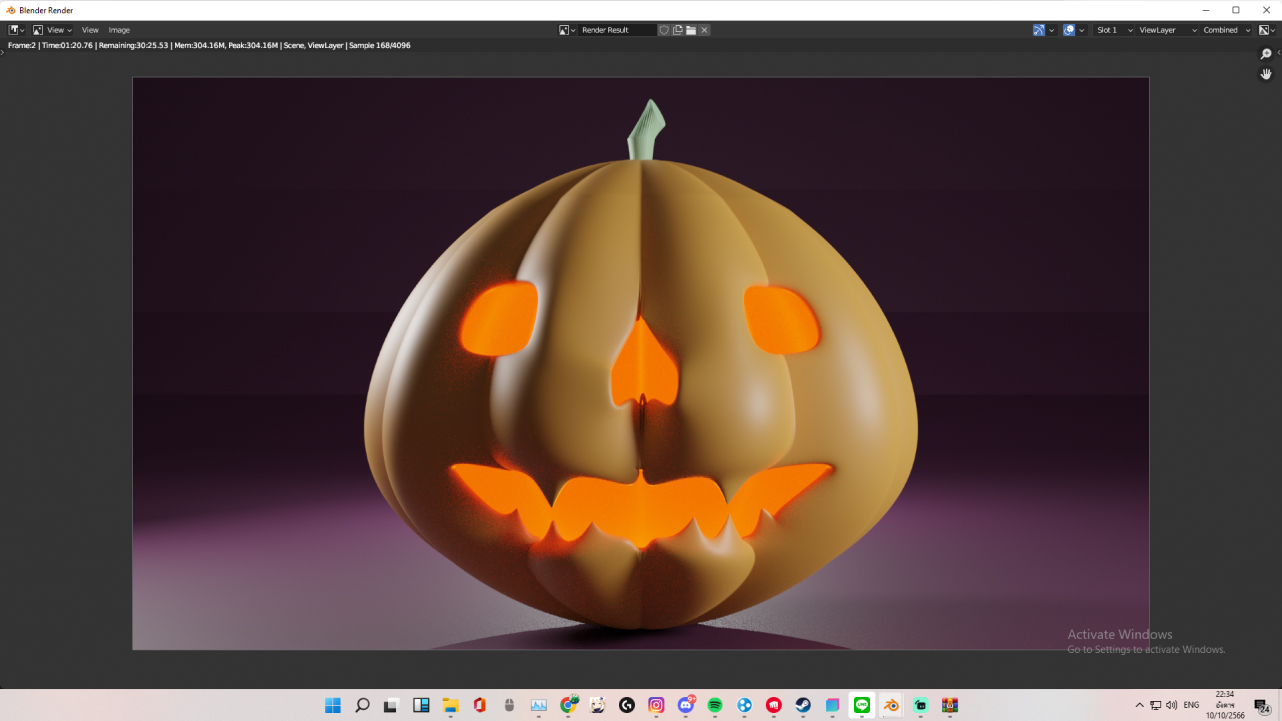 Blender Render
View View Image Render Result Slot 1 ViewLayer Combined
Frame:2 | Time:01:20.76 | Remaining:30:25.53 | Mem:304.16M, Peak:304.16M | Scene, ViewLayer | Sample 168/4096
Activate Windows
Go to Settings to activate Windows.
9+
LINE
ENG
22:34
อังคาร
10/10/2566
24